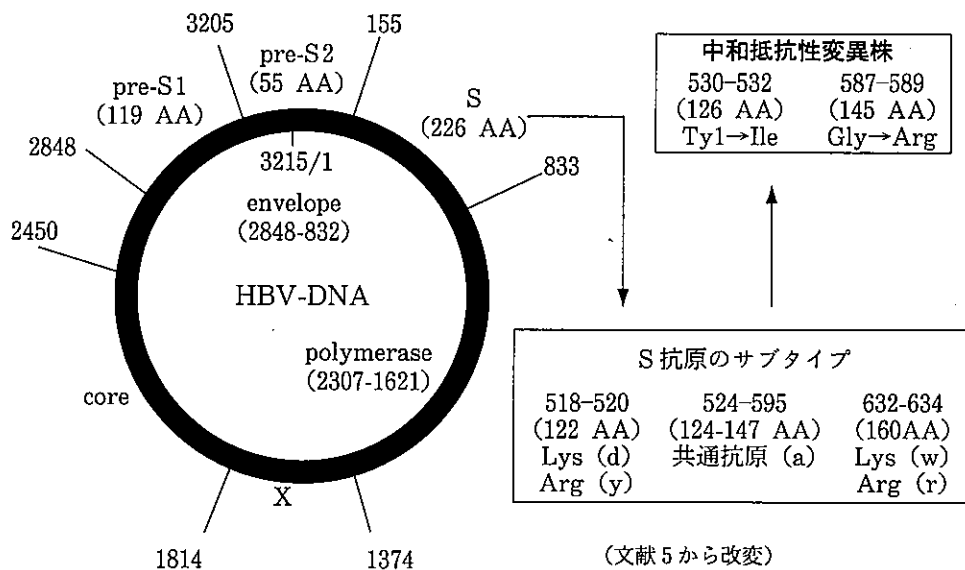 3205
pre-S2
(55 AA)
155
pre-S1
(119 AA)
S
(226 AA)
2848
2450
3215/1
833
envelope
(2848-832)
HBV-DNA
polymerase
(2307-1621)
core
X
1814
1374
中和抵抗性変異株
530-532 587-589
(126 AA) (145 AA)
Ty1→Ile Gly→Arg
S抗原のサブタイプ
518-520 524-595 632-634
(122 AA) (124-147 AA) (160AA)
Lys (d) 共通抗原 (a) Lys (w)
Arg (y) Arg (r)
(文献5から改変)